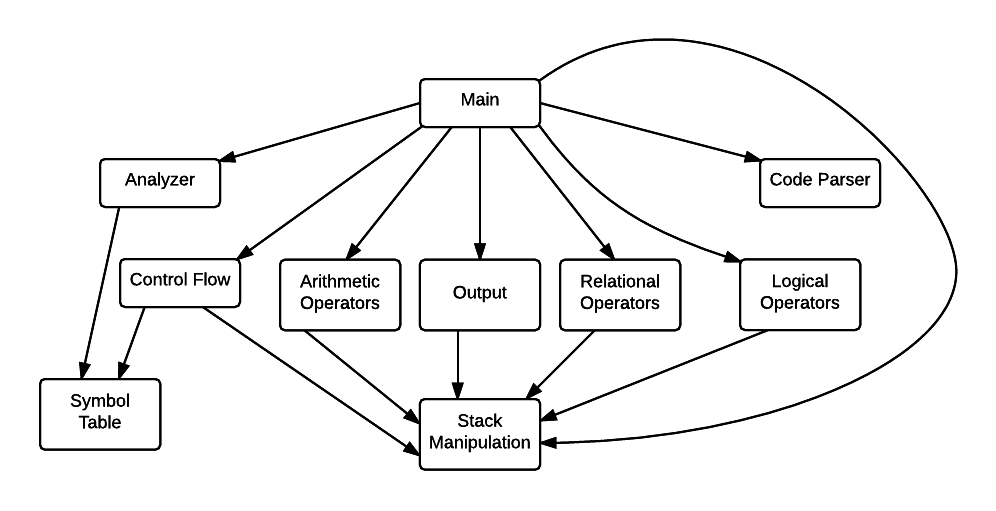 Main
Analyzer
Code Parser
Control Flow
Arithmetic
Operators
Output
Relational
Operators
Logical
Operators
Symbol
Table
Stack
Manipulation